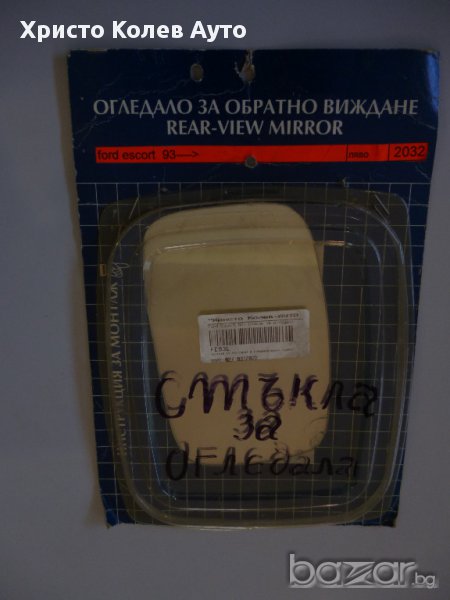 Христо Колев Ауто
ОГЛЕДАЛО ЗА ОБРАТНО ВИЖДАНЕ
REAR-VIEW MIRROR
ford escort 93---->
ляво
2032
ИНСТРУКЦИЯ ЗА МОНТАЖ
СТЪКЛА
ЗА
ОГЛЕДАЛА
bazar.bg